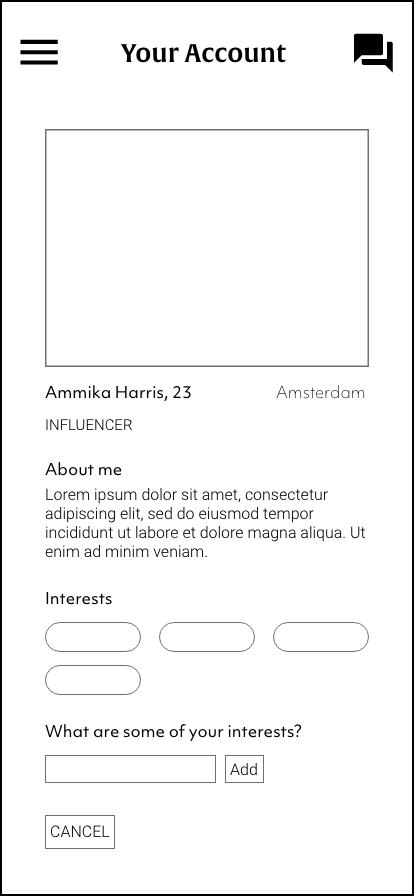 Your Account
Ammika Harris, 23 Amsterdam
INFLUENCER
About me
Lorem ipsum dolor sit amet, consectetur
adipiscing elit, sed do eiusmod tempor
incididunt ut labore et dolore magna aliqua. Ut
enim ad minim veniam.
Interests
What are some of your interests?
Add
CANCEL